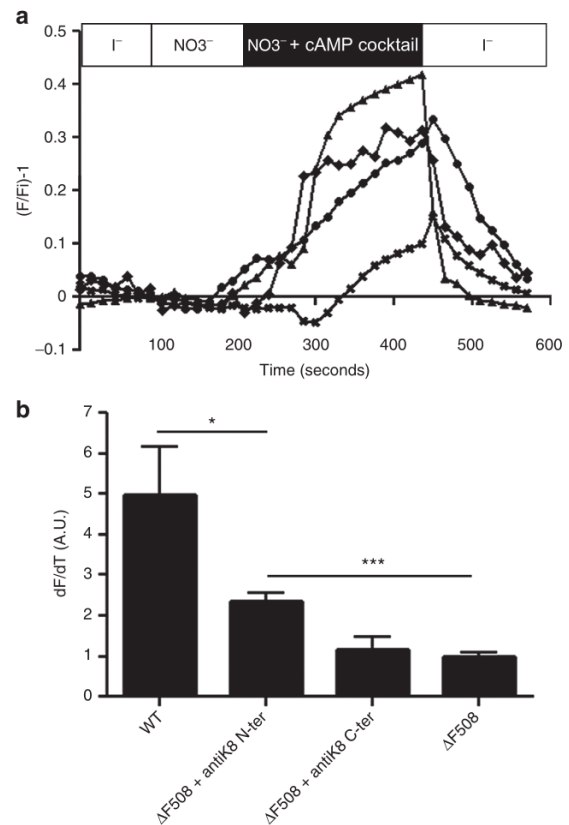 a
I⁻ NO3⁻ NO3⁻ + cAMP cocktail I⁻
0.5
0.4
0.3
0.2
0.1
0
−0.1
(F/Fi)-1
100 200 300 400 500 600
Time (seconds)
b
7
6
5
4
3
2
1
0
dF/dT (A.U.)
*
***
WT
ΔF508 + antiK8 N-ter
ΔF508 + antiK8 C-ter
ΔF508